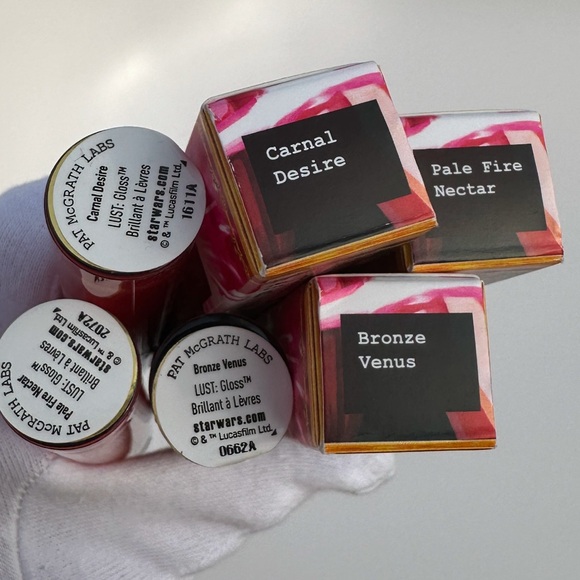 PAT McGRATH LABS
Carnal Desire
LUST: Gloss™
Brillant à Lèvres
starwars.com
© & ™ Lucasfilm Ltd.
1611A
Carnal
Desire
Pale Fire
Nectar
PAT McGRATH LABS
Pale Fira Nectar
LUST: Gloss™
Brillant à Lèvres
starwars.com
© & ™ Lucasfilm Ltd.
2072A
PAT McGRATH LABS
Bronze Venus
LUST: Gloss™
Brillant à Lèvres
starwars.com
© & ™ Lucasfilm Ltd.
0662A
Bronze
Venus